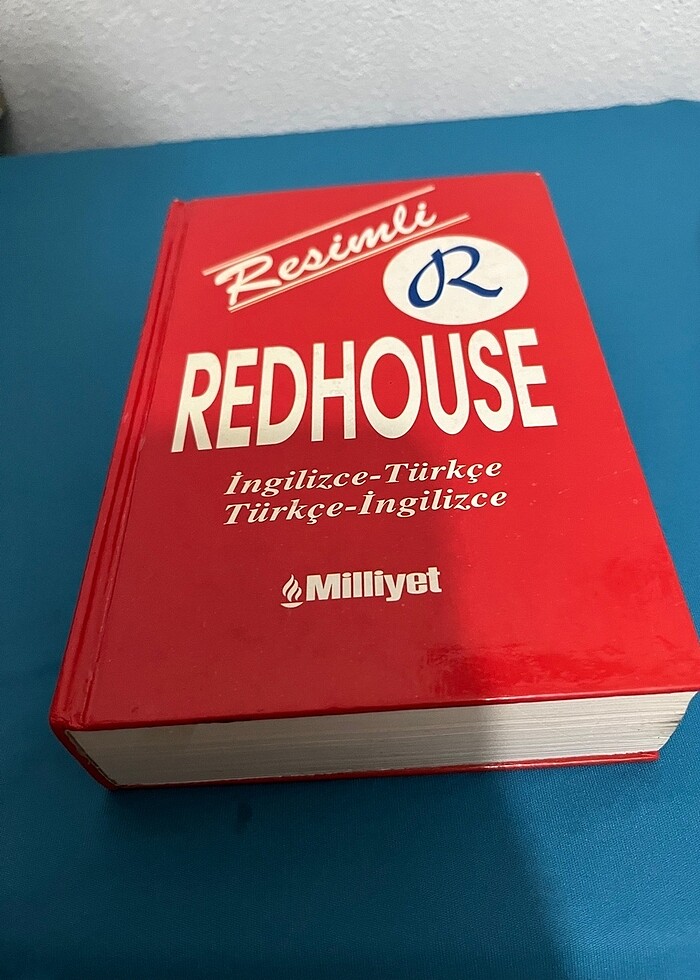 Resimli
R
REDHOUSE
İngilizce-Türkçe
Türkçe-İngilizce
Milliyet